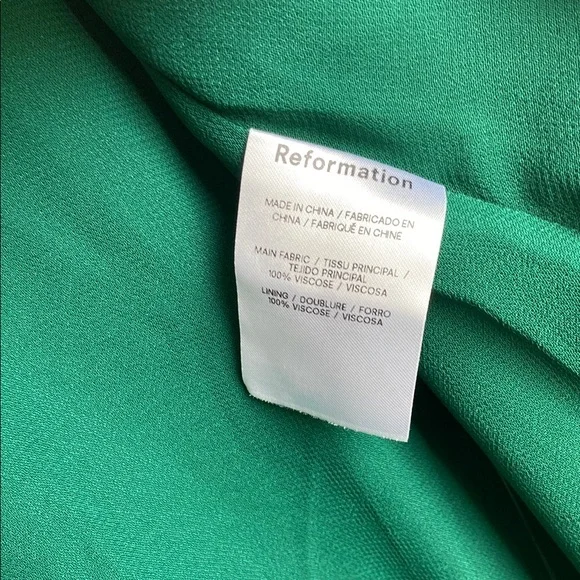 Reformation
MADE IN CHINA / FABRICADO EN
CHINA / FABRIQUÉ EN CHINE
MAIN FABRIC / TISSU PRINCIPAL /
TEJIDO PRINCIPAL
100% VISCOSE / VISCOSA
LINING / DOUBLURE / FORRO
100% VISCOSE / VISCOSA